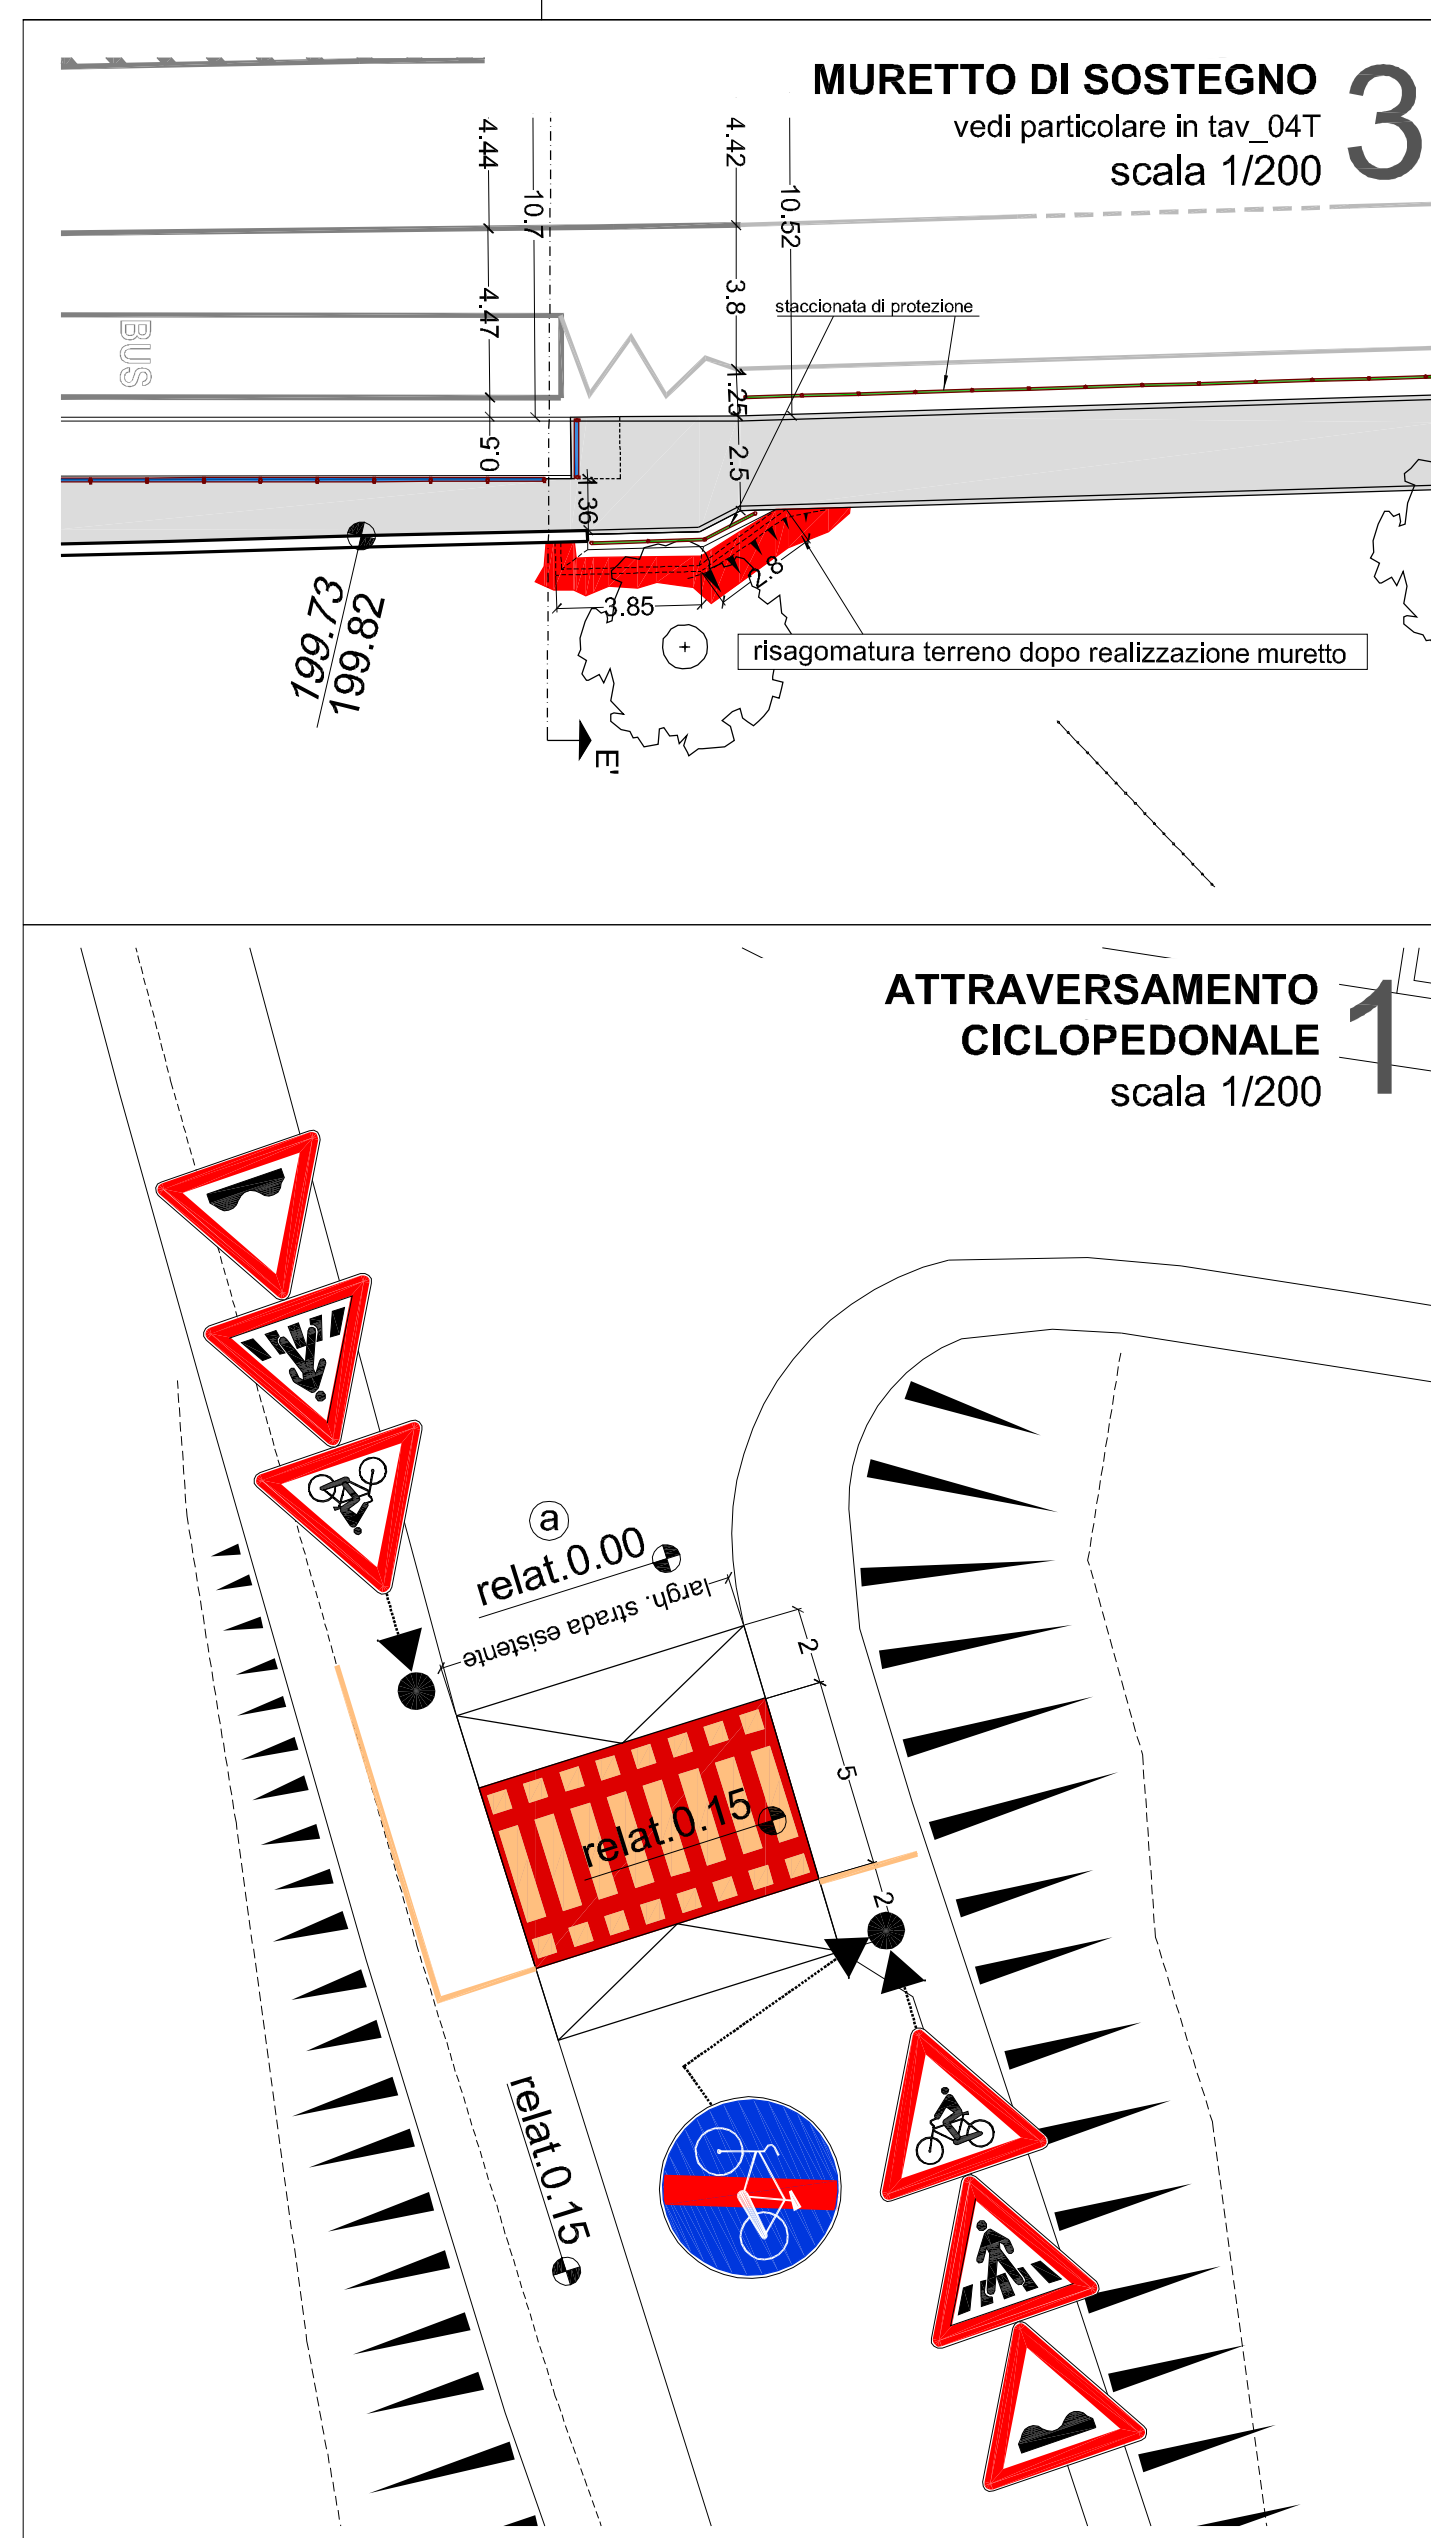 MURETTO DI SOSTEGNO
vedi particolare in tav_04T
scala 1/200
3
4.44
10.7
4.42
10.52
4.47
3.8
staccionata di protezione
BUS
1.25
5.0
2.5
1.36
2.8
3.85
199.73
199.82
risagomatura terreno dopo realizzazione muretto
E'
ATTRAVERSAMENTO
CICLOPEDONALE
scala 1/200
1
a
relat.0.00
largh. strada esistente
2
5
relat.0.15
2
relat.0.15